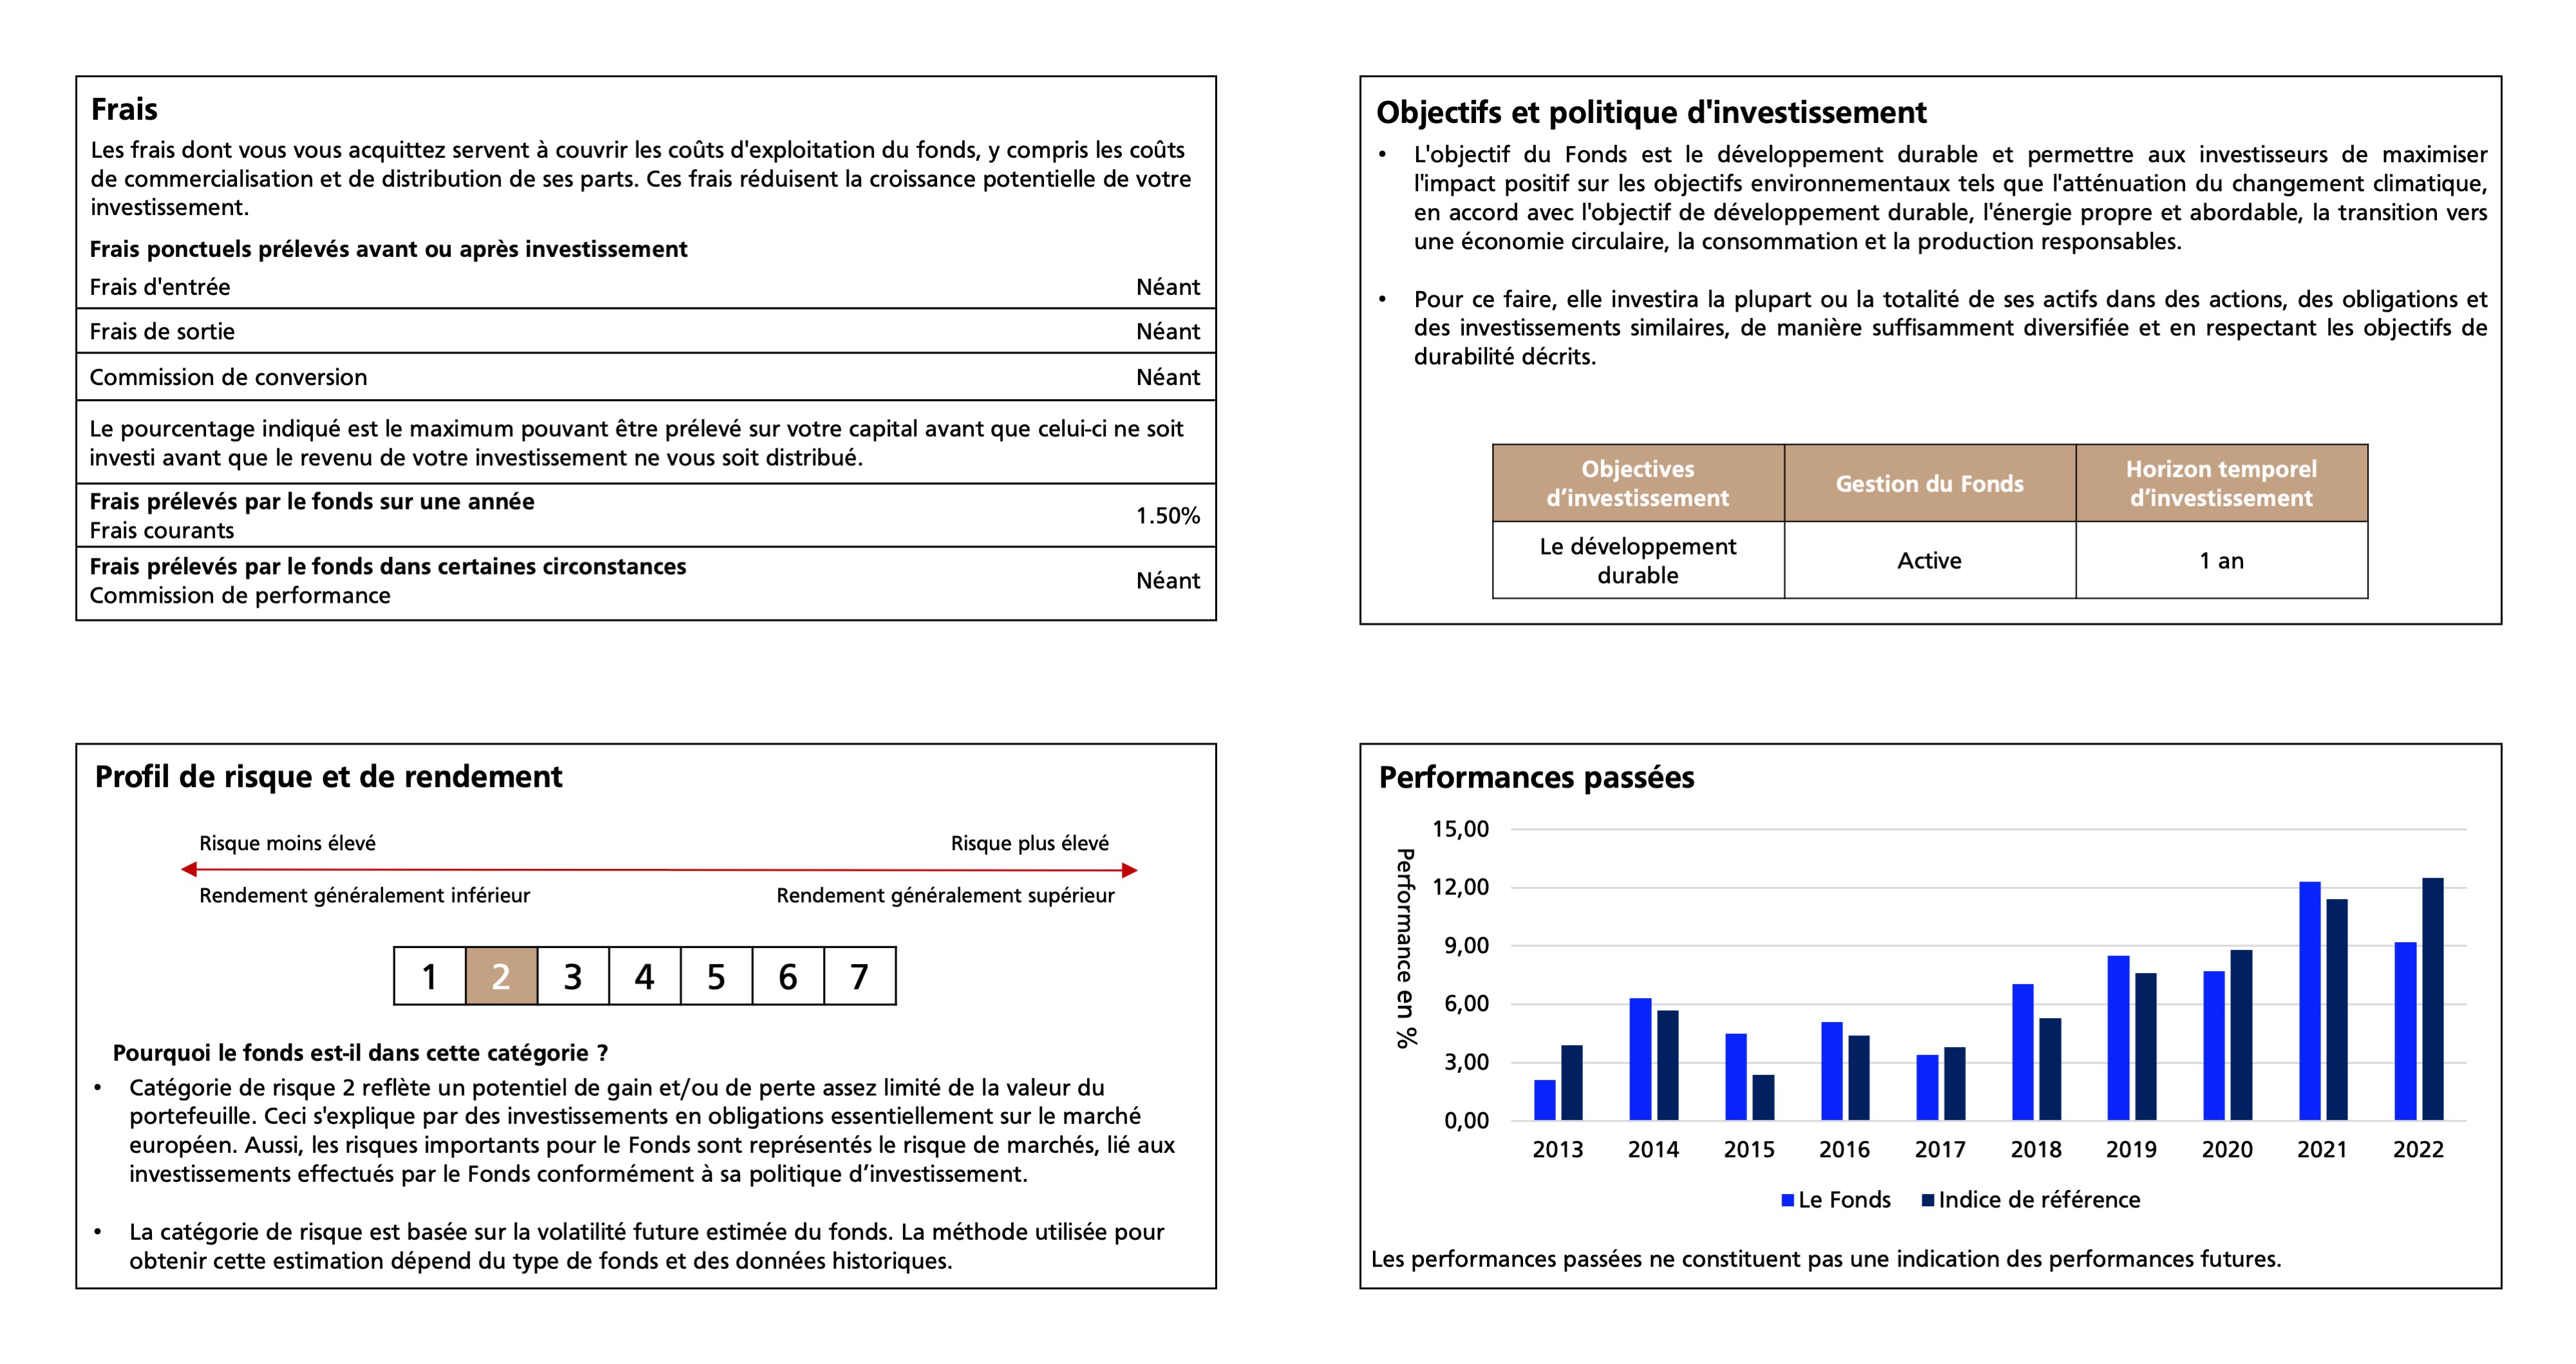 Frais
Les frais dont vous vous acquittez servent à couvrir les coûts d'exploitation du fonds, y compris les coûts
de commercialisation et de distribution de ses parts. Ces frais réduisent la croissance potentielle de votre
investissement.
Frais ponctuels prélevés avant ou après investissement
Frais d'entrée Néant
Frais de sortie Néant
Commission de conversion Néant
Le pourcentage indiqué est le maximum pouvant être prélevé sur votre capital avant que celui-ci ne soit
investi avant que le revenu de votre investissement ne vous soit distribué.
Frais prélevés par le fonds sur une année
Frais courants 1.50%
Frais prélevés par le fonds dans certaines circonstances
Commission de performance Néant
Objectifs et politique d'investissement
• L'objectif du Fonds est le développement durable et permettre aux investisseurs de maximiser
l'impact positif sur les objectifs environnementaux tels que l'atténuation du changement climatique,
en accord avec l'objectif de développement durable, l'énergie propre et abordable, la transition vers
une économie circulaire, la consommation et la production responsables.
• Pour ce faire, elle investira la plupart ou la totalité de ses actifs dans des actions, des obligations et
des investissements similaires, de manière suffisamment diversifiée et en respectant les objectifs de
durabilité décrits.
Objectives
d’investissement
Gestion du Fonds
Horizon temporel
d’investissement
Le développement
durable
Active
1 an
Profil de risque et de rendement
Risque moins élevé Risque plus élevé
Rendement généralement inférieur Rendement généralement supérieur
1 2 3 4 5 6 7
Pourquoi le fonds est-il dans cette catégorie ?
• Catégorie de risque 2 reflète un potentiel de gain et/ou de perte assez limité de la valeur du
portefeuille. Ceci s'explique par des investissements en obligations essentiellement sur le marché
européen. Aussi, les risques importants pour le Fonds sont représentés le risque de marchés, lié aux
investissements effectués par le Fonds conformément à sa politique d’investissement.
• La catégorie de risque est basée sur la volatilité future estimée du fonds. La méthode utilisée pour
obtenir cette estimation dépend du type de fonds et des données historiques.
Performances passées
Performance en %
15,00
12,00
9,00
6,00
3,00
0,00
2013 2014 2015 2016 2017 2018 2019 2020 2021 2022
Le Fonds Indice de référence
Les performances passées ne constituent pas une indication des performances futures.